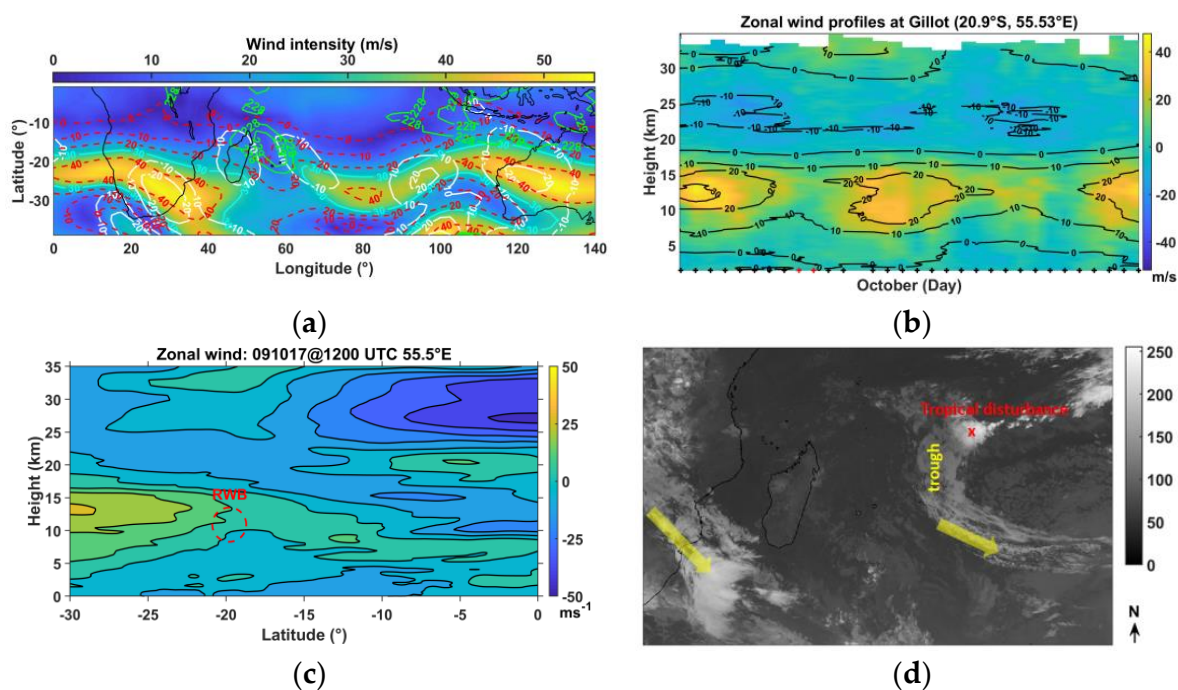 Wind intensity (m/s)
0 10 20 30 40 50
-10
-20
-30
Latitude (°)
0 20 40 60 80 100 120 140
Longitude (°)
(a)
Zonal wind profiles at Gillot (20.9°S, 55.53°E)
30
25
20
15
10
5
Height (km)
40
20
0
-20
-40
m/s
October (Day)
(b)
Zonal wind: 091017@1200 UTC 55.5°E
35
30
25
20
15
10
5
0
Height (km)
RWB
50
25
0
-25
-50
ms-1
-30 -25 -20 -15 -10 -5 0
Latitude (°)
(c)
Tropical disturbance
x
trough
250
200
150
100
50
0
N
(d)